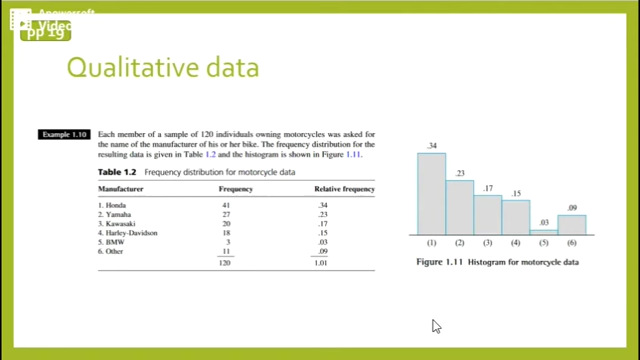 Apowersoft
Video
pp 19
Qualitative data
Example 1.10 Each member of a sample of 120 individuals owning motorcycles was asked for
the name of the manufacturer of his or her bike. The frequency distribution for the
resulting data is given in Table 1.2 and the histogram is shown in Figure 1.11.
Table 1.2 Frequency distribution for motorcycle data
Manufacturer Frequency Relative frequency
1. Honda 41 .34
2. Yamaha 27 .23
3. Kawasaki 20 .17
4. Harley-Davidson 18 .15
5. BMW 3 .03
6. Other 11 .09
120 1.01
.34
.23
.17
.15
.03
.09
(1) (2) (3) (4) (5) (6)
Figure 1.11 Histogram for motorcycle data